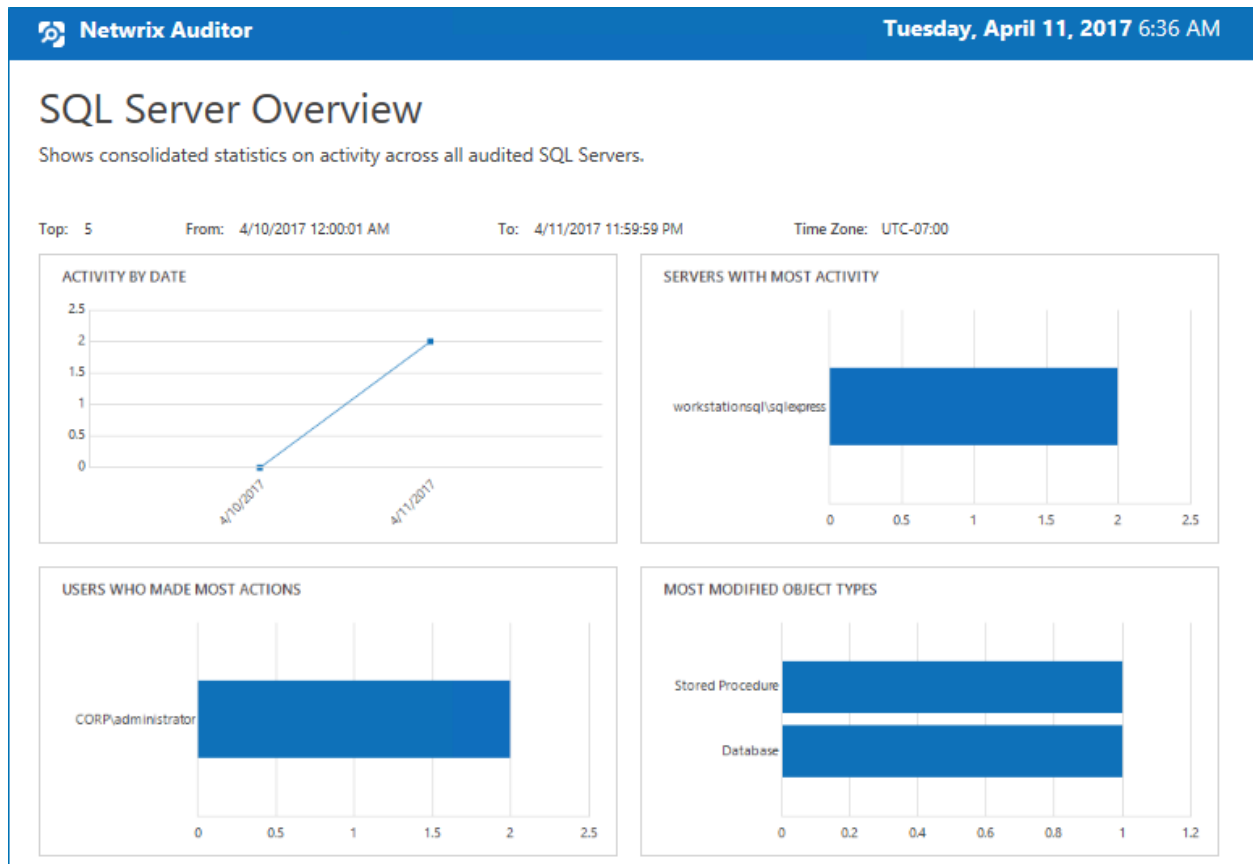 Netwrix Auditor
Tuesday, April 11, 2017 6:36 AM
SQL Server Overview
Shows consolidated statistics on activity across all audited SQL Servers.
Top: 5 From: 4/10/2017 12:00:01 AM To: 4/11/2017 11:59:59 PM Time Zone: UTC-07:00
ACTIVITY BY DATE
2.5
2
1.5
1
0.5
0
4/10/2017
4/11/2017
SERVERS WITH MOST ACTIVITY
workstationsql\sqlexpress
0 0.5 1 1.5 2 2.5
USERS WHO MADE MOST ACTIONS
CORP\administrator
0 0.5 1 1.5 2 2.5
MOST MODIFIED OBJECT TYPES
Stored Procedure
Database
0 0.2 0.4 0.6 0.8 1 1.2